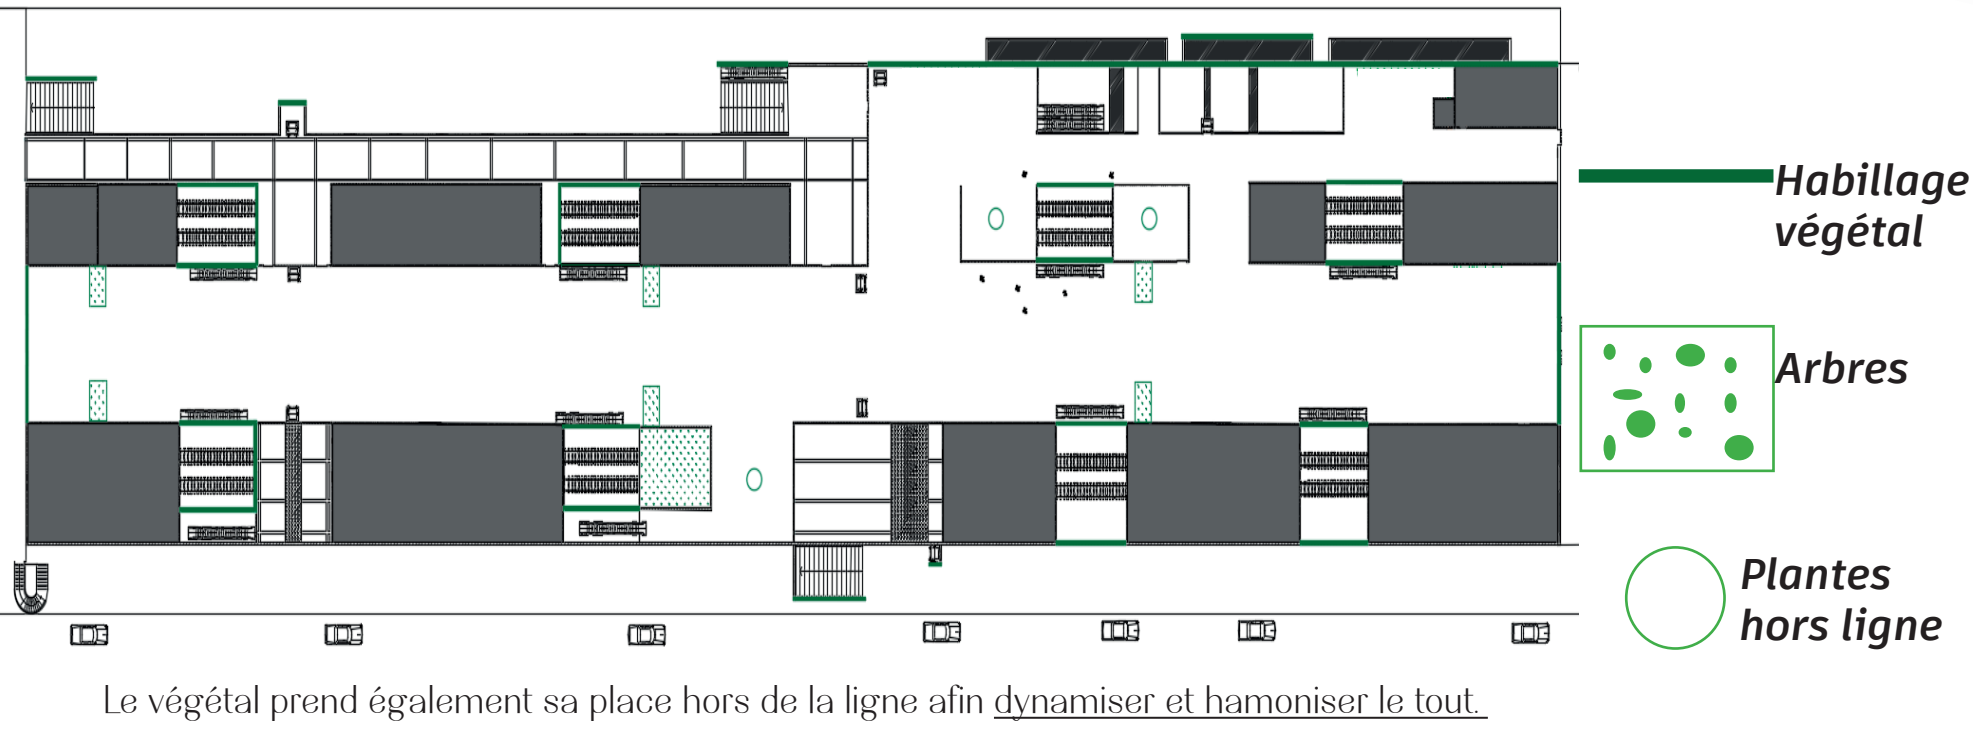 Habillage
végétal
Arbres
Plantes
hors ligne
Le végétal prend également sa place hors de la ligne afin dynamiser et hamoniser le tout.